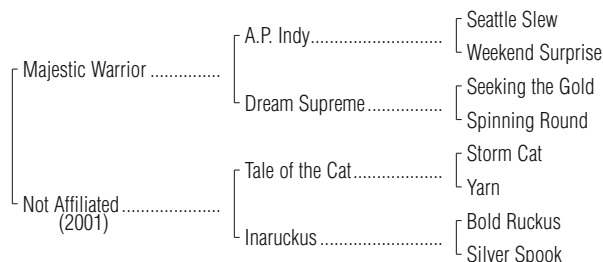 Seattle Slew
A.P. Indy
Weekend Surprise
Majestic Warrior
Seeking the Gold
Dream Supreme
Spinning Round
Storm Cat
Tale of the Cat
Yarn
Not Affiliated
(2001)
Bold Ruckus
Inaruckus
Silver Spook